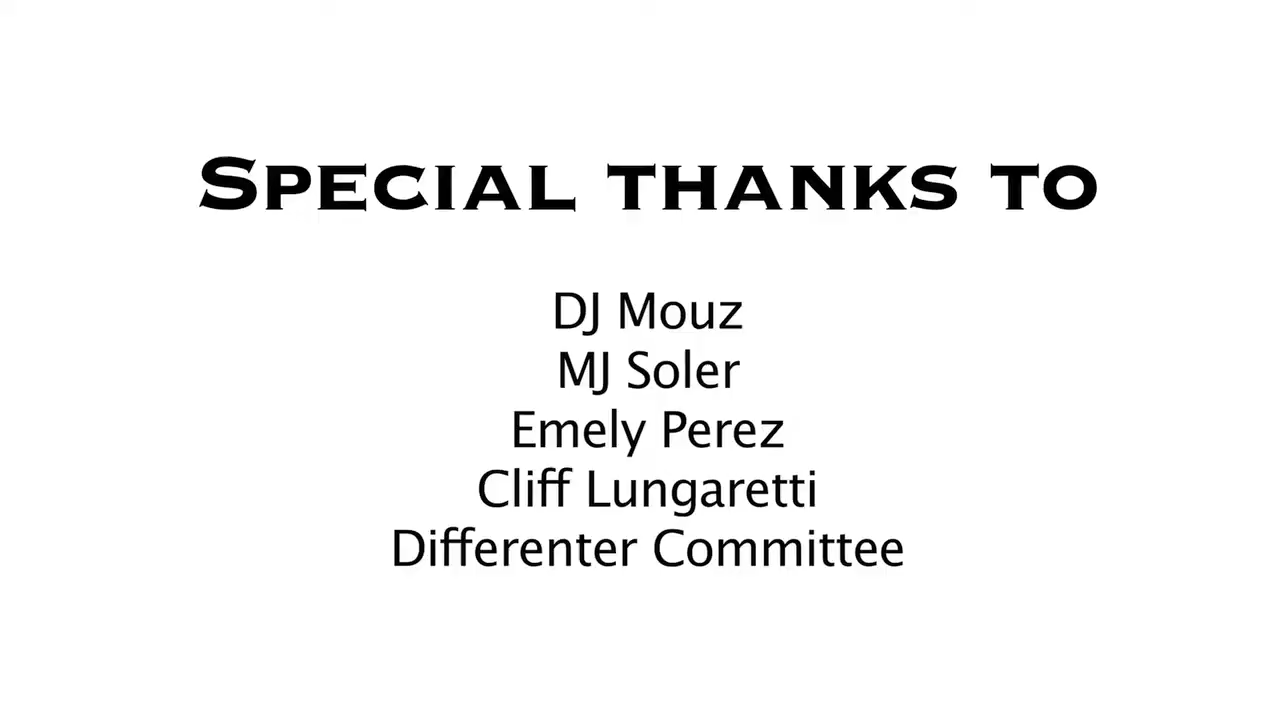 Special thanks to
DJ Mouz
MJ Soler
Emely Perez
Cliff Lungaretti
Differenter Committee